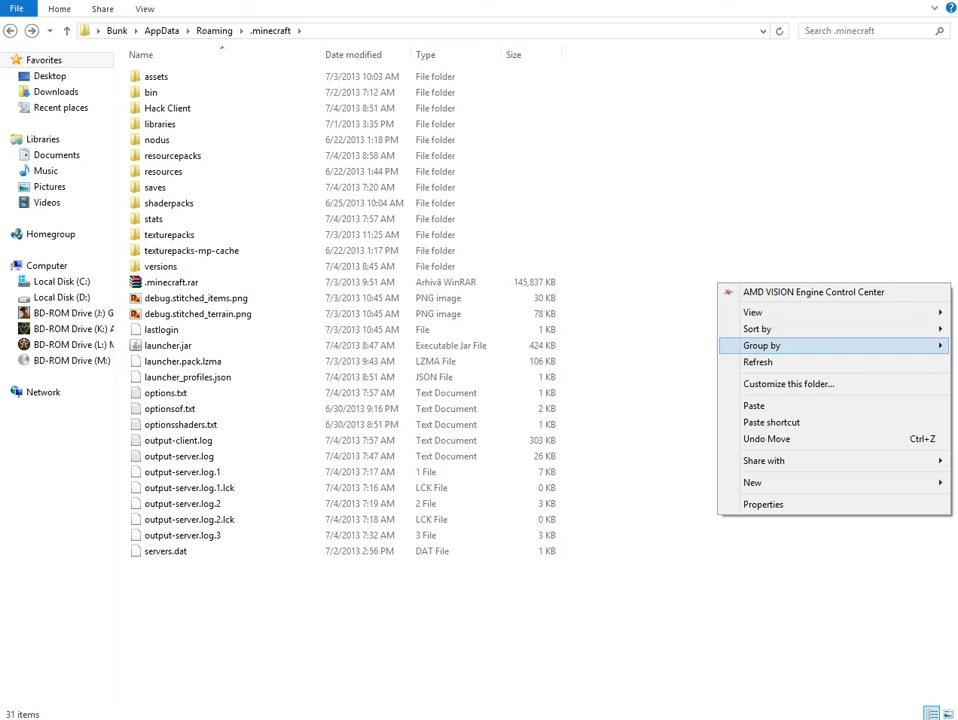 File Home Share View
Bunk AppData Roaming .minecraft Search .minecraft
Name Date modified Type Size
Favorites
Desktop
Downloads
Recent places
Libraries
Documents
Music
Pictures
Videos
Homegroup
Computer
Local Disk (C:)
Local Disk (D:)
BD-ROM Drive (J:) G
BD-ROM Drive (K:) A
BD-ROM Drive (L:) M
BD-ROM Drive (M:)
Network
assets 7/3/2013 10:03 AM File folder
bin 7/2/2013 7:12 AM File folder
Hack Client 7/4/2013 8:51 AM File folder
libraries 7/1/2013 3:35 PM File folder
nodus 6/22/2013 1:18 PM File folder
resourcepacks 7/4/2013 8:58 AM File folder
resources 6/22/2013 1:44 PM File folder
saves 7/4/2013 7:20 AM File folder
shaderpacks 6/25/2013 10:04 AM File folder
stats 7/4/2013 7:57 AM File folder
texturepacks 7/3/2013 11:25 AM File folder
texturepacks-mp-cache 6/22/2013 1:17 PM File folder
versions 7/4/2013 8:45 AM File folder
.minecraft.rar 7/3/2013 9:51 AM Arhivă WinRAR 145,837 KB
debug.stitched_items.png 7/3/2013 10:45 AM PNG image 30 KB
debug.stitched_terrain.png 7/3/2013 10:45 AM PNG image 78 KB
lastlogin 7/3/2013 10:45 AM File 1 KB
launcher.jar 7/4/2013 8:47 AM Executable Jar File 424 KB
launcher.pack.lzma 7/3/2013 9:43 AM LZMA File 106 KB
launcher_profiles.json 7/4/2013 8:51 AM JSON File 1 KB
options.txt 7/4/2013 7:57 AM Text Document 1 KB
optionsof.txt 6/30/2013 9:16 PM Text Document 2 KB
optionsshaders.txt 6/30/2013 8:51 PM Text Document 1 KB
output-client.log 7/4/2013 7:57 AM Text Document 303 KB
output-server.log 7/4/2013 7:47 AM Text Document 26 KB
output-server.log.1 7/4/2013 7:17 AM 1 File 7 KB
output-server.log.1.lck 7/4/2013 7:16 AM LCK File 0 KB
output-server.log.2 7/4/2013 7:19 AM 2 File 3 KB
output-server.log.2.lck 7/4/2013 7:18 AM LCK File 0 KB
output-server.log.3 7/4/2013 7:32 AM 3 File 3 KB
servers.dat 7/2/2013 2:56 PM DAT File 1 KB
AMD VISION Engine Control Center
View
Sort by
Group by
Refresh
Customize this folder...
Paste
Paste shortcut
Undo Move Ctrl+Z
Share with
New
Properties
31 items